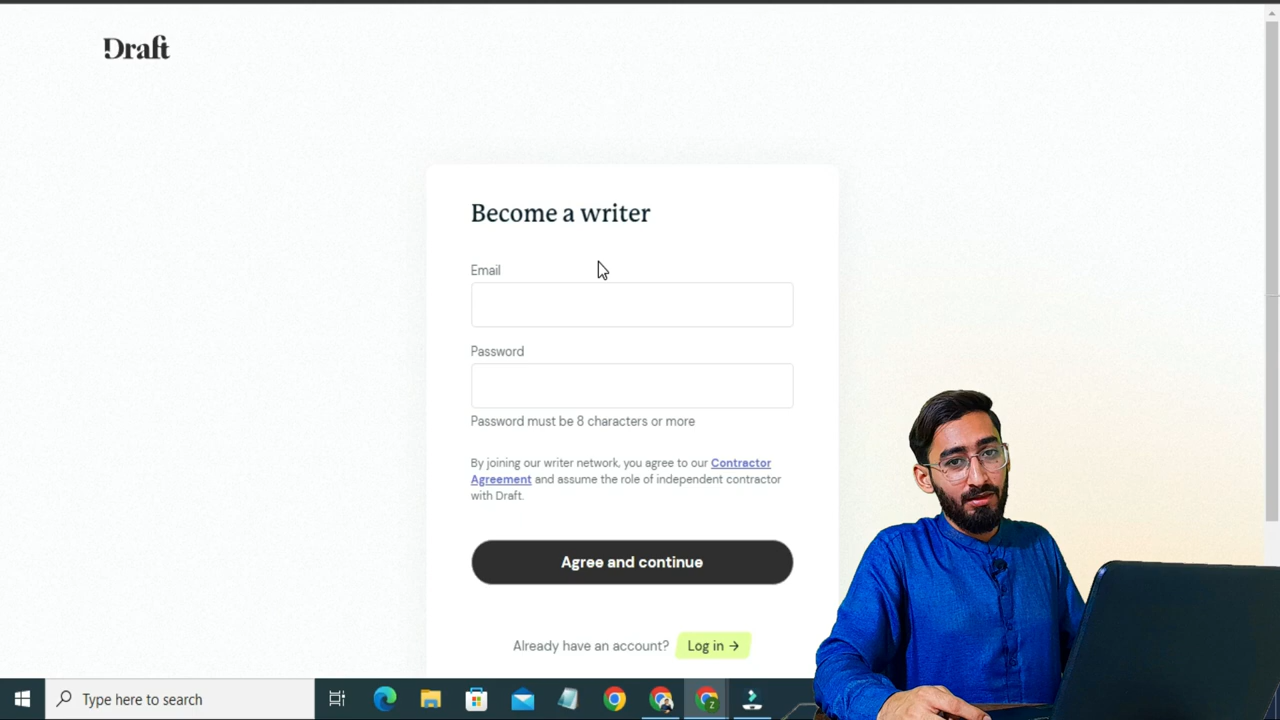 Draft
Become a writer
Email
Password
Password must be 8 characters or more
By joining our writer network, you agree to our Contractor
Agreement and assume the role of independent contractor
with Draft.
Agree and continue
Already have an account? Log in →
Type here to search
Z